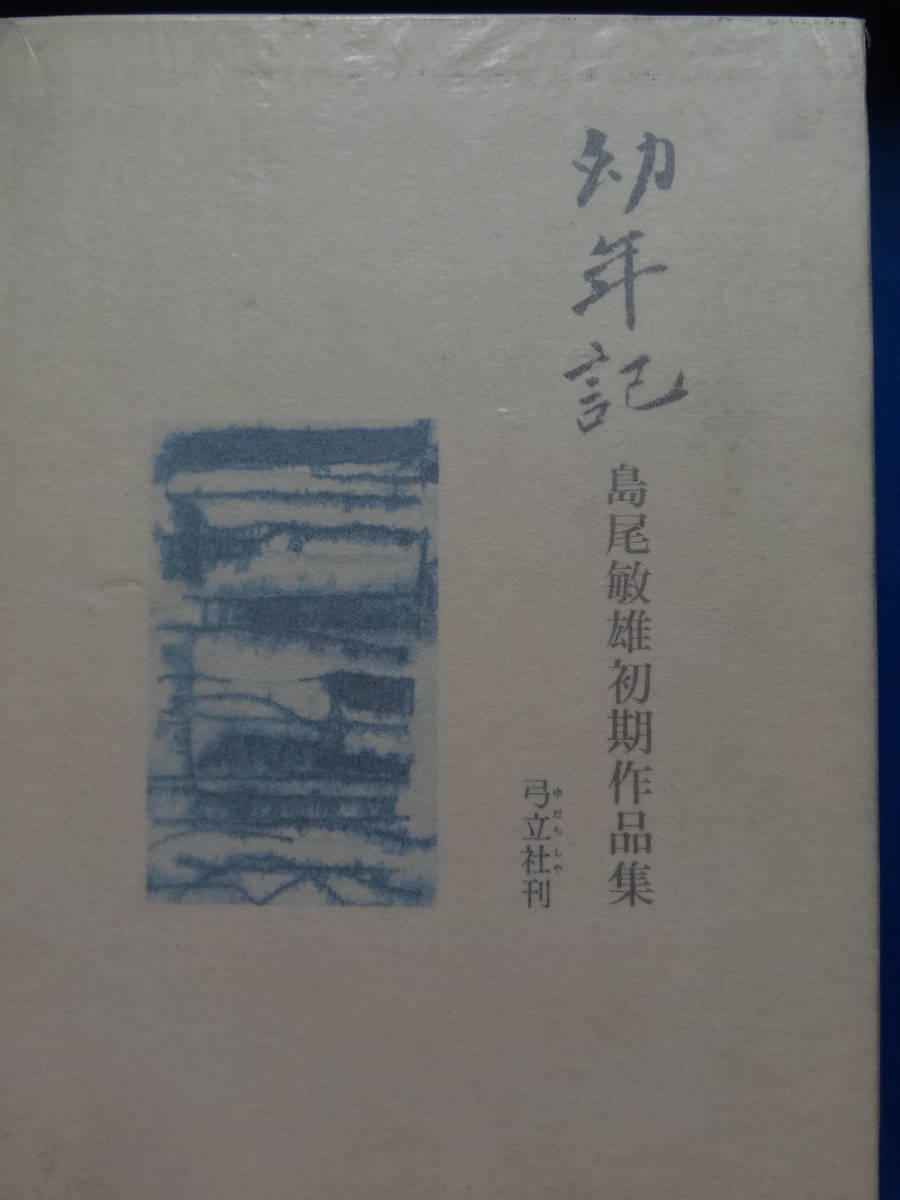 幼年記
島尾敏雄初期作品集
弓立社刊
ゆだちしや